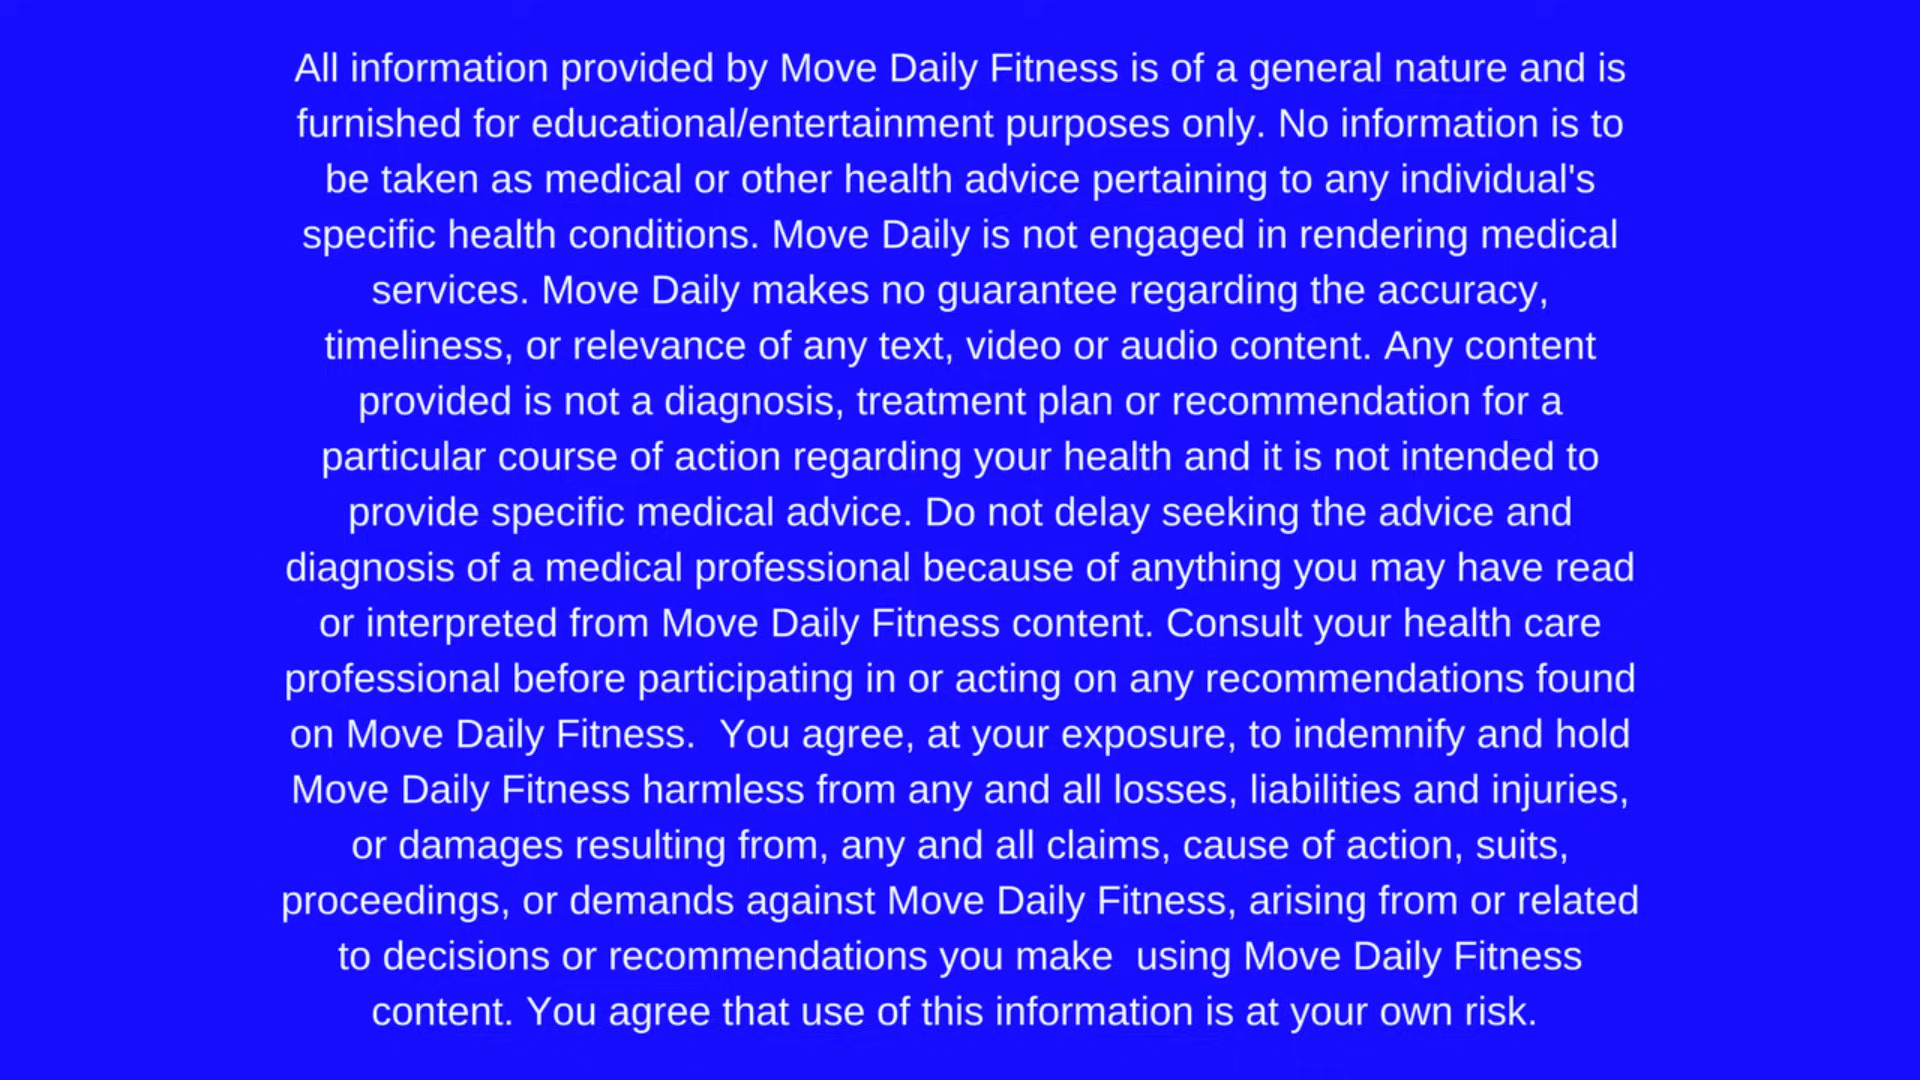 All information provided by Move Daily Fitness is of a general nature and is
furnished for educational/entertainment purposes only. No information is to
be taken as medical or other health advice pertaining to any individual's
specific health conditions. Move Daily is not engaged in rendering medical
services. Move Daily makes no guarantee regarding the accuracy,
timeliness, or relevance of any text, video or audio content. Any content
provided is not a diagnosis, treatment plan or recommendation for a
particular course of action regarding your health and it is not intended to
provide specific medical advice. Do not delay seeking the advice and
diagnosis of a medical professional because of anything you may have read
or interpreted from Move Daily Fitness content. Consult your health care
professional before participating in or acting on any recommendations found
on Move Daily Fitness.  You agree, at your exposure, to indemnify and hold
Move Daily Fitness harmless from any and all losses, liabilities and injuries,
or damages resulting from, any and all claims, cause of action, suits,
proceedings, or demands against Move Daily Fitness, arising from or related
to decisions or recommendations you make  using Move Daily Fitness
content. You agree that use of this information is at your own risk.